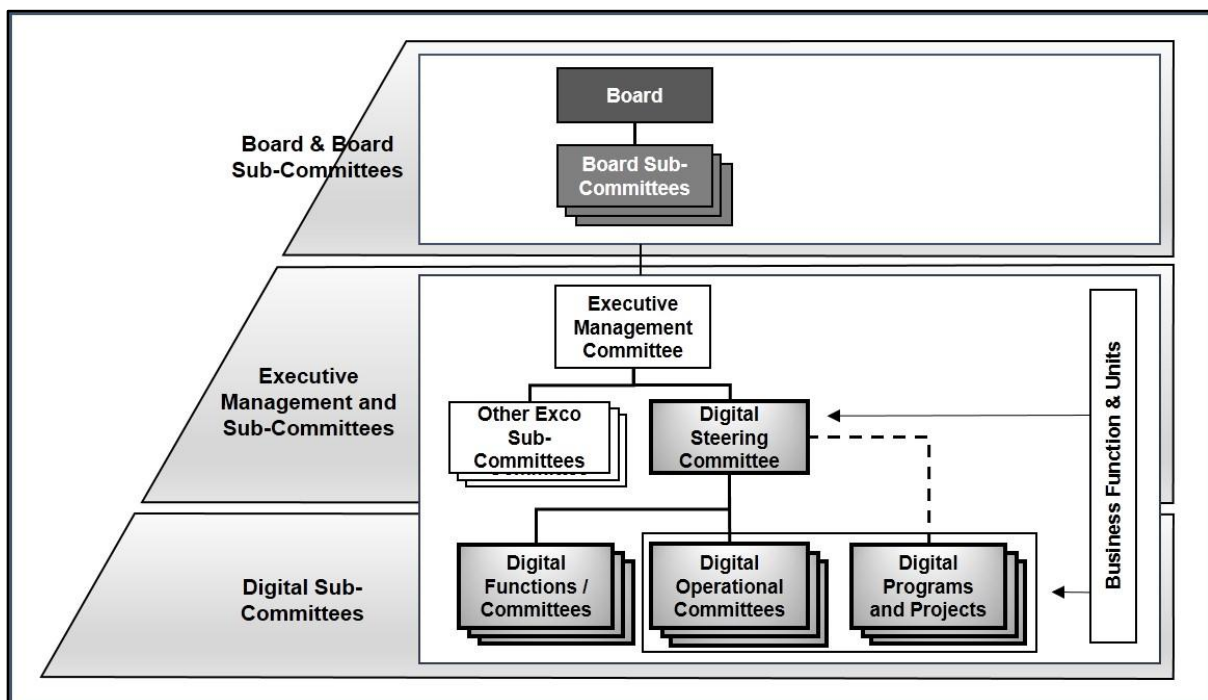 Board
Board & Board
Sub-Committees
Board Sub-
Committees
Executive
Management
Committee
Executive
Management and
Sub-Committees
Other Exco
Sub-
Committees
Digital
Steering
Committee
Business Function & Units
Digital Sub-
Committees
Digital
Functions /
Committees
Digital
Operational
Committees
Digital
Programs
and Projects